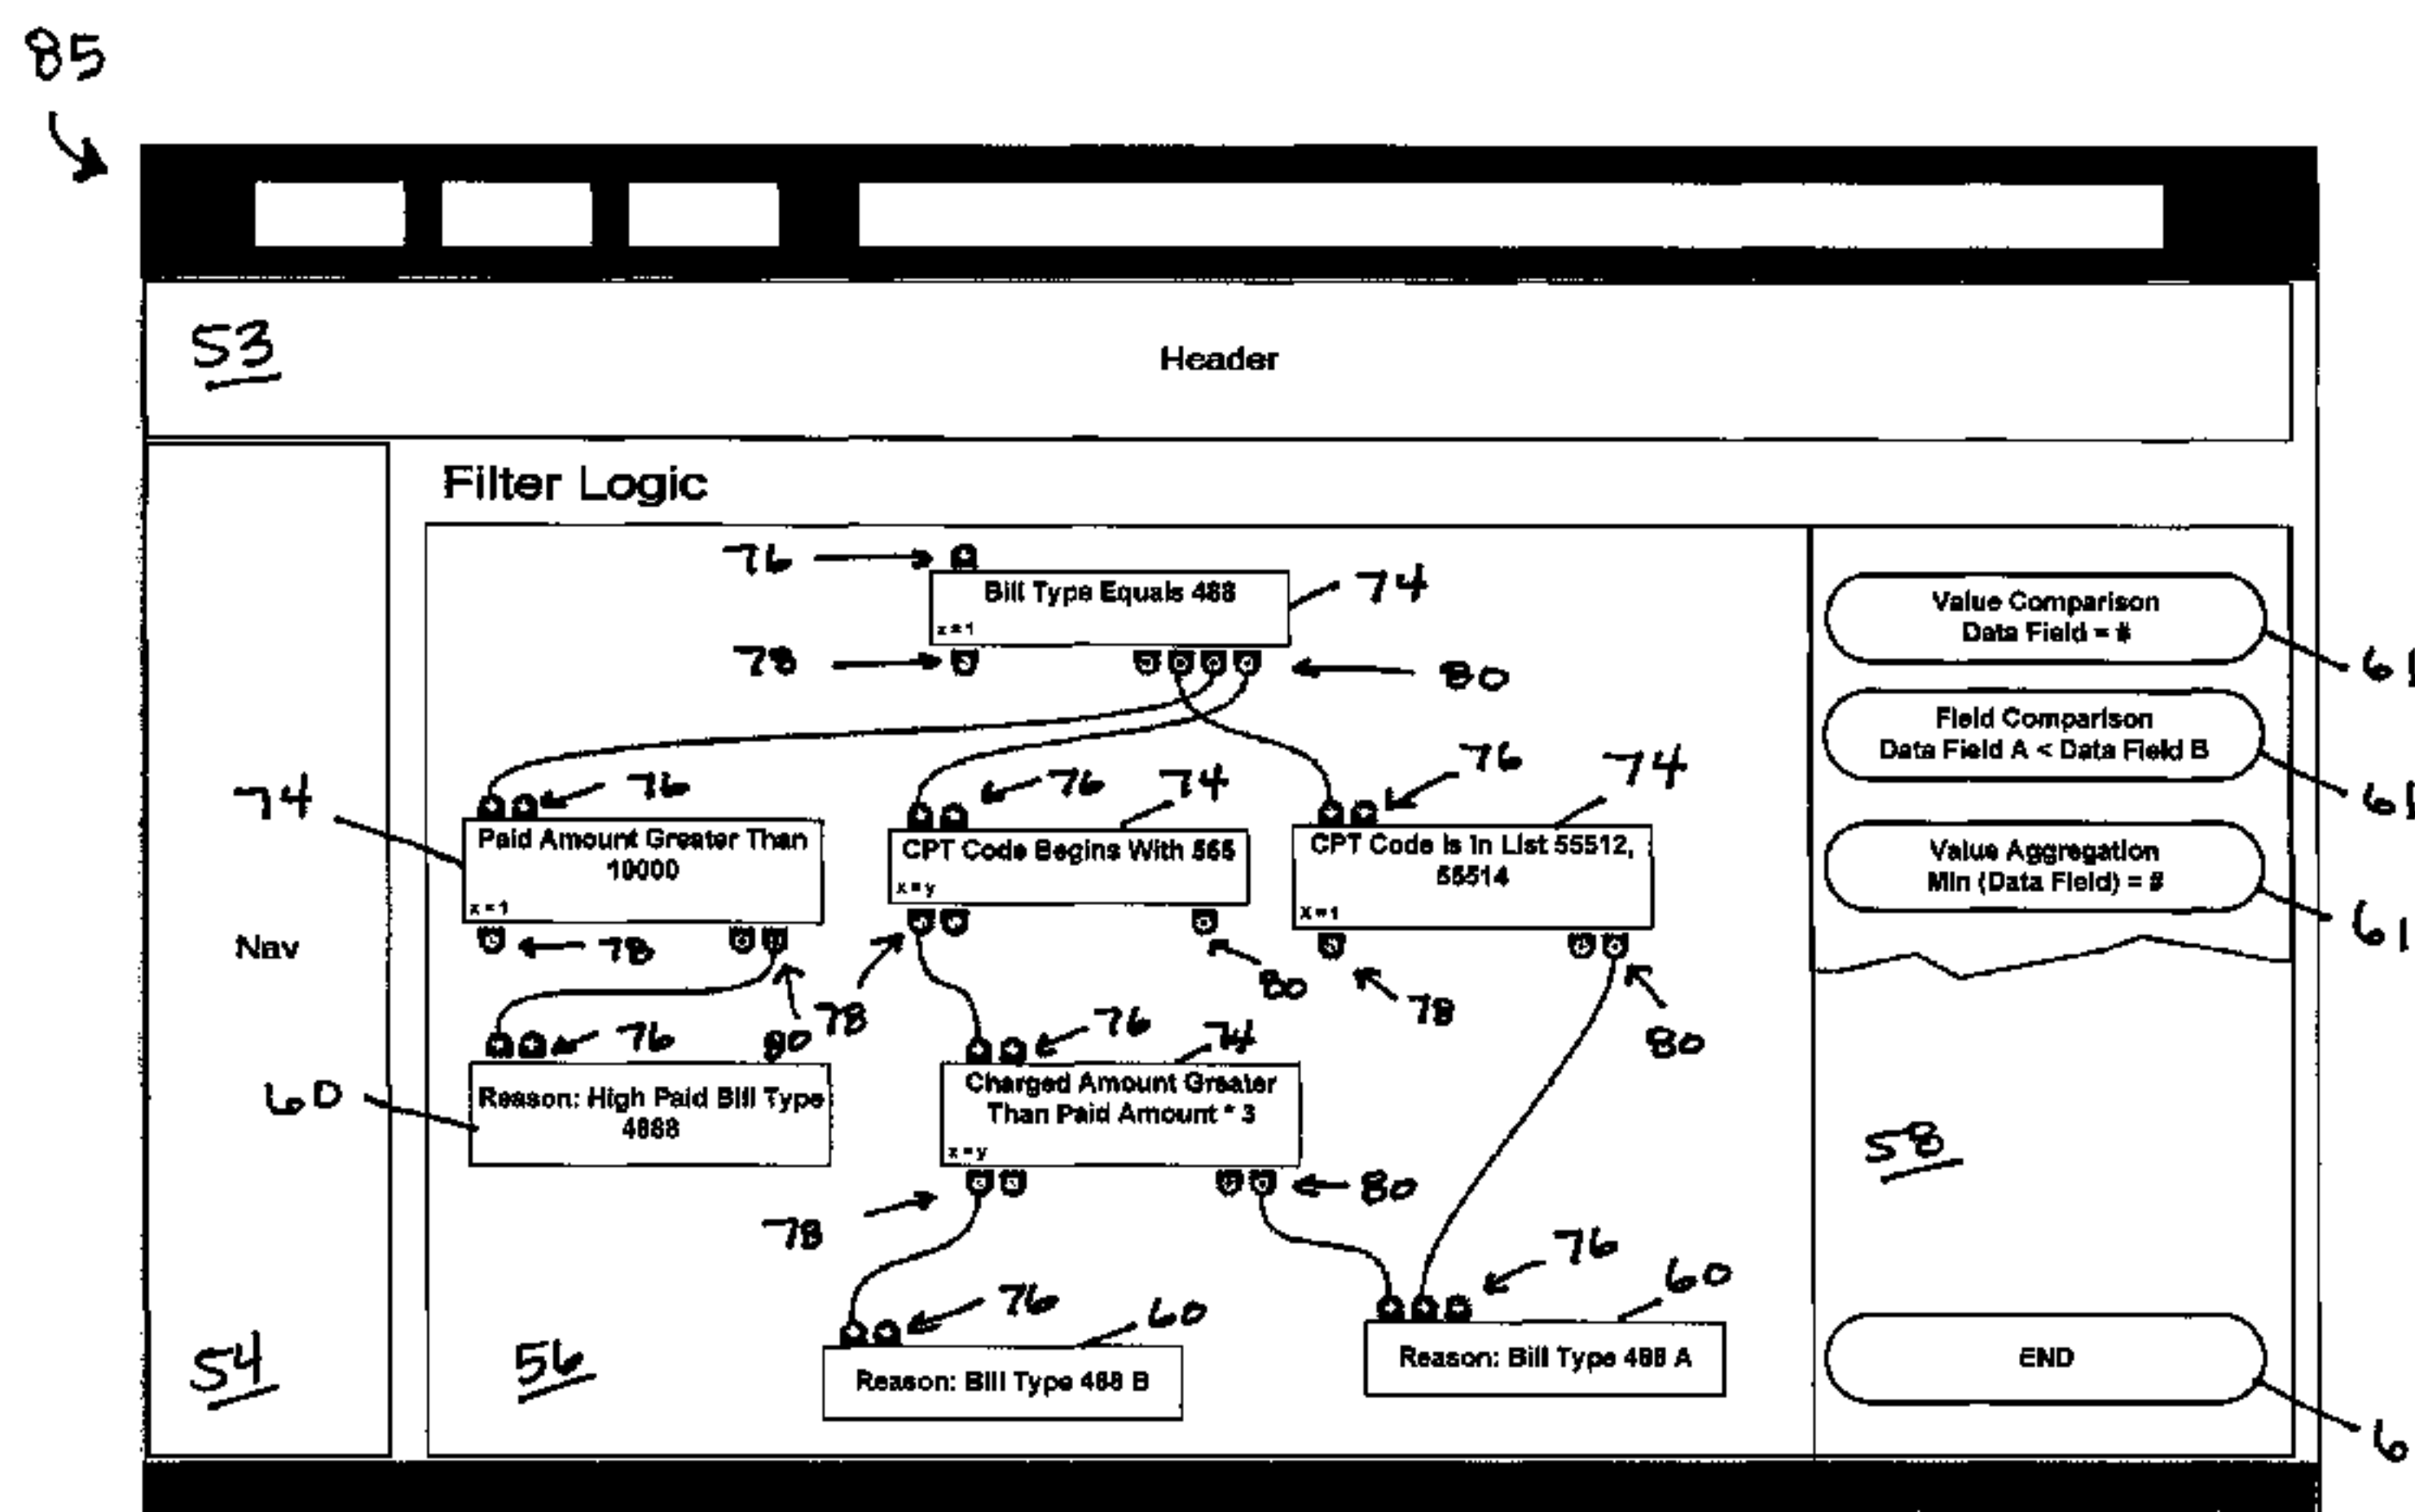 85
53
Header
Filter Logic
76
Bill Type Equals 488
74
x = 1
78
80
Value Comparison
Data Field = #
Field Comparison
Data Field A < Data Field B
61
Value Aggregation
Min (Data Field) = #
74
76
Paid Amount Greater Than
10000
x = 1
78
80
76
74
CPT Code Begins With 555
x = y
78
80
76
74
CPT Code Is In List 55512,
55514
x = 1
78
80
Nav
60
76
Reason: High Paid Bill Type
4888
76
74
Charged Amount Greater
Than Paid Amount * 3
x = y
78
80
58
76
60
Reason: Bill Type 488 B
76
60
Reason: Bill Type 488 A
END
54
56